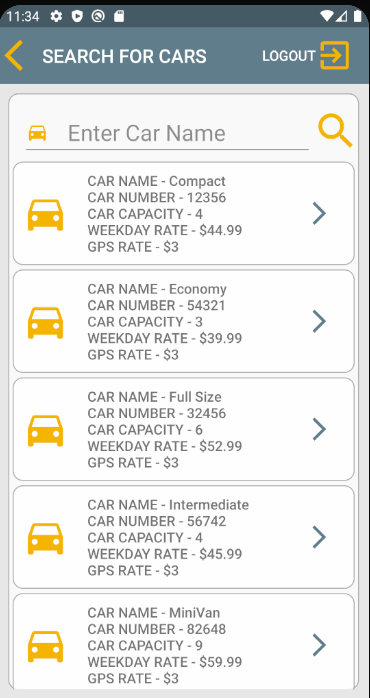 11:34
SEARCH FOR CARS
LOGOUT
Enter Car Name
CAR NAME - Compact
CAR NUMBER - 12356
CAR CAPACITY - 4
WEEKDAY RATE - $44.99
GPS RATE - $3
CAR NAME - Economy
CAR NUMBER - 54321
CAR CAPACITY - 3
WEEKDAY RATE - $39.99
GPS RATE - $3
CAR NAME - Full Size
CAR NUMBER - 32456
CAR CAPACITY - 6
WEEKDAY RATE - $52.99
GPS RATE - $3
CAR NAME - Intermediate
CAR NUMBER - 56742
CAR CAPACITY - 4
WEEKDAY RATE - $45.99
GPS RATE - $3
CAR NAME - MiniVan
CAR NUMBER - 82648
CAR CAPACITY - 9
WEEKDAY RATE - $59.99
GPS RATE - $3